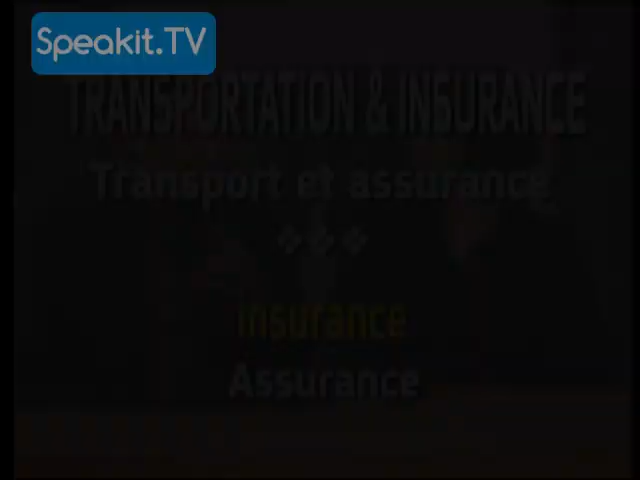 Speakit.TV
TRANSPORTATION & INSURANCE
Transport et assurance
Insurance
Assurance